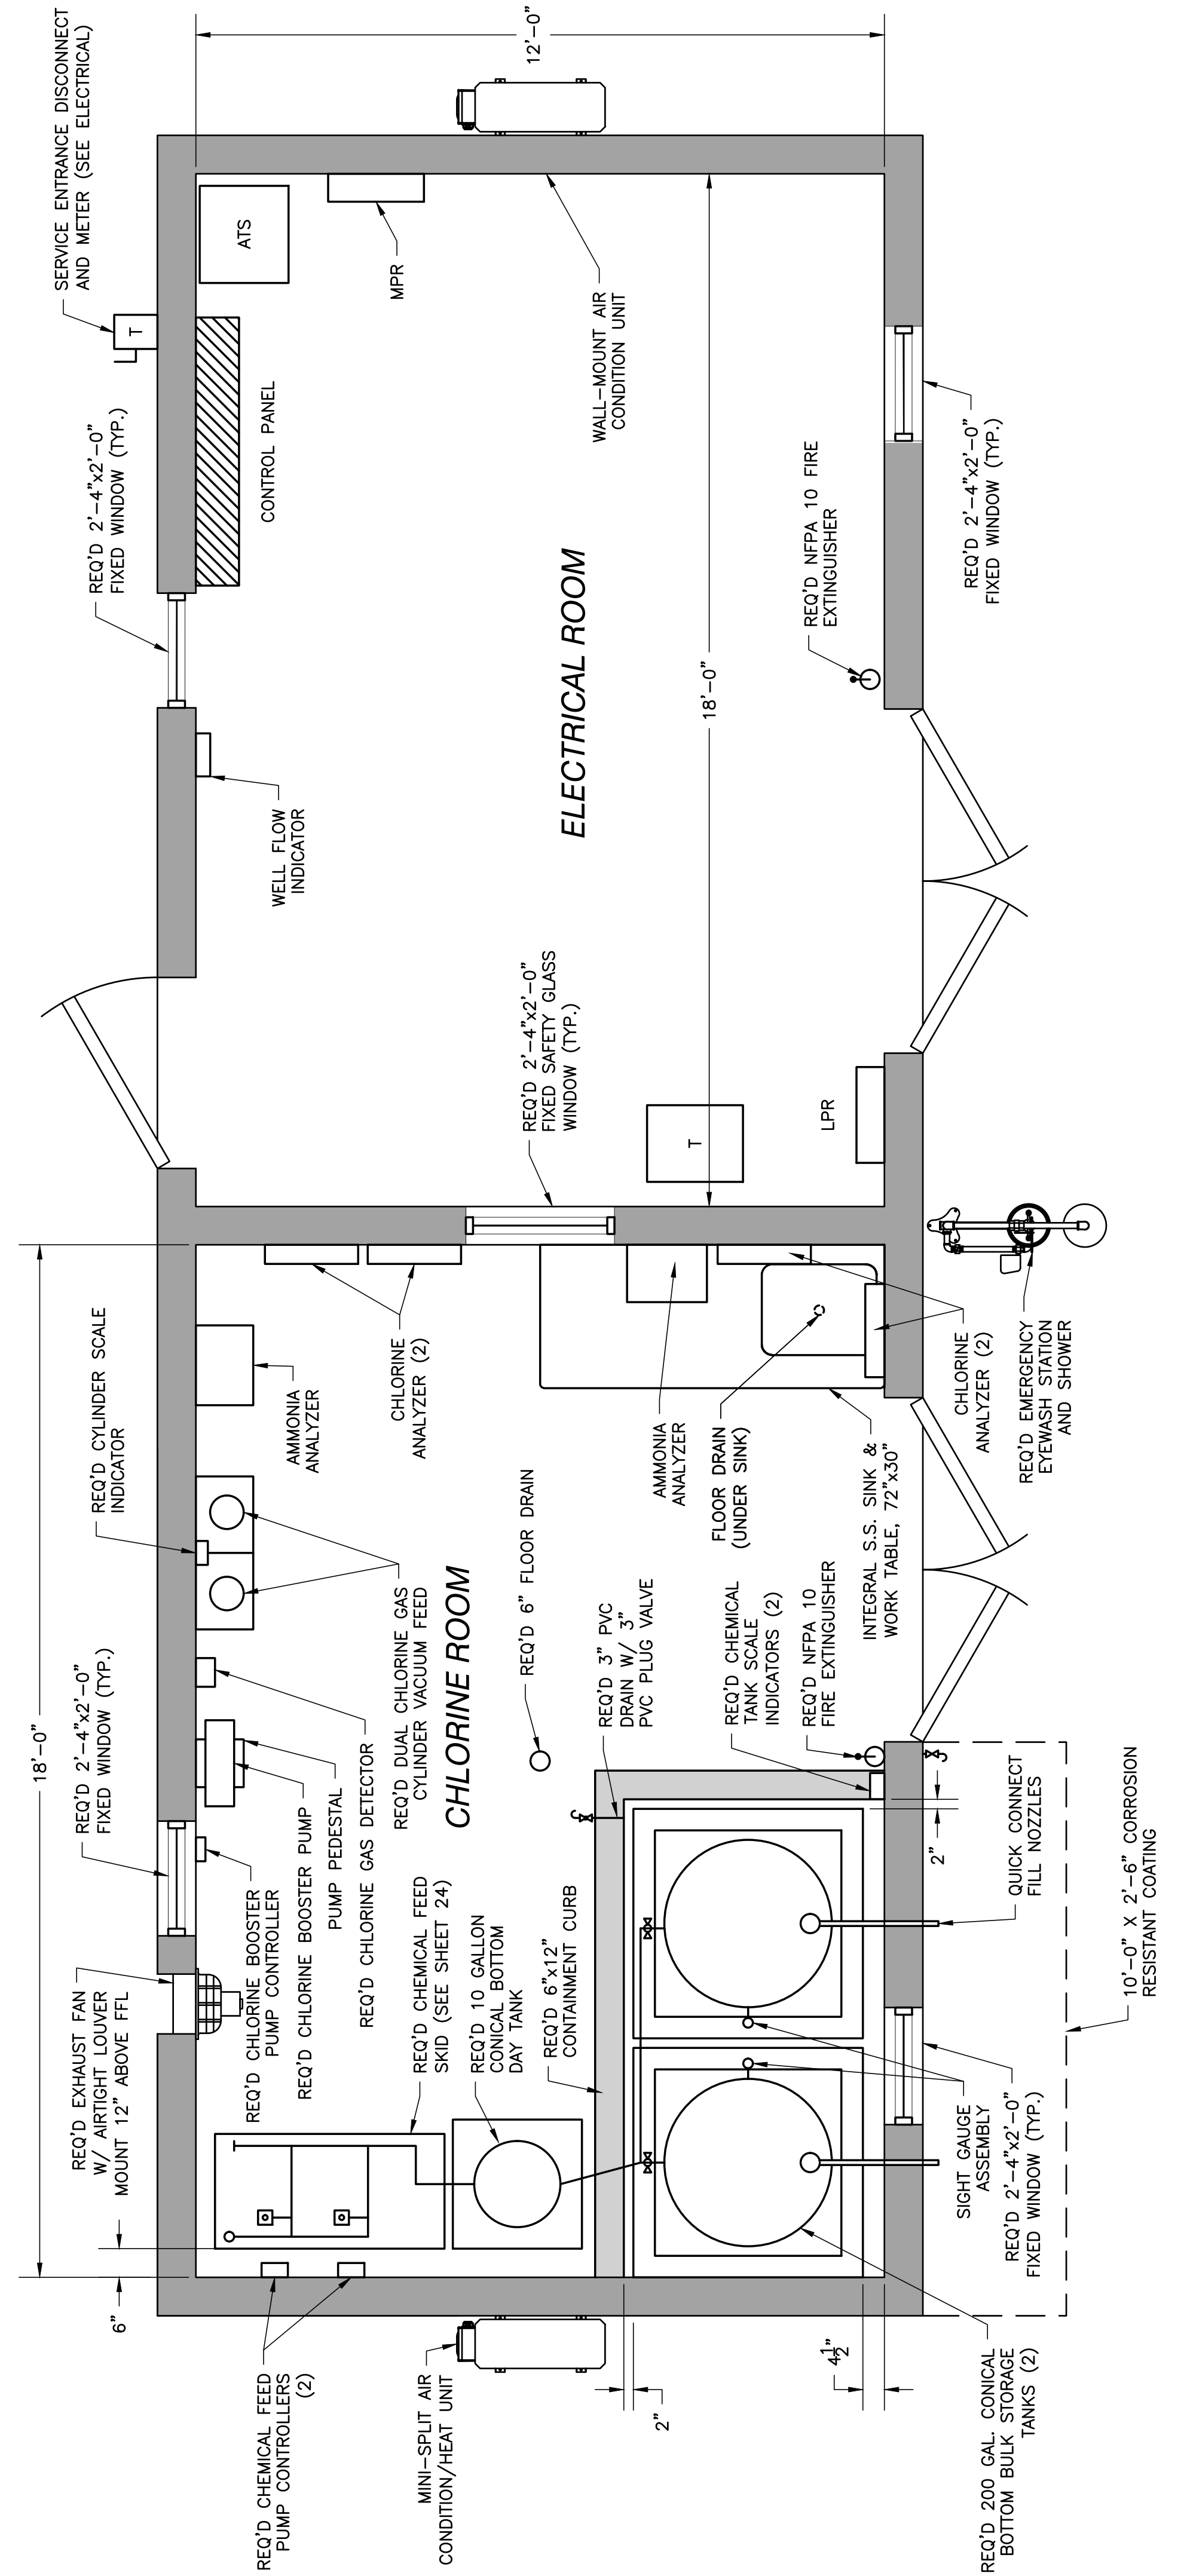 REQ'D CHEMICAL FEED
PUMP CONTROLLERS
(2)
6"
REQ'D EXHAUST FAN
W/ AIRTIGHT LOUVER
MOUNT 12" ABOVE FFL
18'-0"
REQ'D 2'-4"x2'-0"
FIXED WINDOW (TYP.)
REQ'D CYLINDER SCALE
INDICATOR
REQ'D 2'-4"x2'-0"
FIXED WINDOW (TYP.)
SERVICE ENTRANCE DISCONNECT
AND METER (SEE ELECTRICAL)
T
REQ'D CHLORINE BOOSTER
PUMP CONTROLLER
REQ'D CHLORINE BOOSTER PUMP
PUMP PEDESTAL
REQ'D CHLORINE GAS DETECTOR
REQ'D DUAL CHLORINE GAS
CYLINDER VACUUM FEED
AMMONIA
ANALYZER
CHLORINE
ANALYZER (2)
WELL FLOW
INDICATOR
CONTROL PANEL
ATS
MPR
MINI-SPLIT AIR
CONDITION/HEAT UNIT
REQ'D CHEMICAL FEED
SKID (SEE SHEET 24)
REQ'D 10 GALLON
CONICAL BOTTOM
DAY TANK
REQ'D 6"x12"
CONTAINMENT CURB
CHLORINE ROOM
REQ'D 6" FLOOR DRAIN
REQ'D 2'-4"x2'-0"
FIXED SAFETY GLASS
WINDOW (TYP.)
ELECTRICAL ROOM
WALL-MOUNT AIR
CONDITION UNIT
12'-0"
REQ'D 3" PVC
DRAIN W/ 3"
PVC PLUG VALVE
AMMONIA
ANALYZER
FLOOR DRAIN
(UNDER SINK)
T
18'-0"
2"
REQ'D CHEMICAL
TANK SCALE
INDICATORS (2)
REQ'D NFPA 10
FIRE EXTINGUISHER
INTEGRAL S.S. SINK &
WORK TABLE, 72"x30"
LPR
REQ'D NFPA 10 FIRE
EXTINGUISHER
4 1/2"
2"
CHLORINE
ANALYZER (2)
REQ'D 200 GAL. CONICAL
BOTTOM BULK STORAGE
TANKS (2)
SIGHT GAUGE
ASSEMBLY
REQ'D 2'-4"x2'-0"
FIXED WINDOW (TYP.)
QUICK CONNECT
FILL NOZZLES
10'-0" X 2'-6" CORROSION
RESISTANT COATING
REQ'D EMERGENCY
EYEWASH STATION
AND SHOWER
REQ'D 2'-4"x2'-0"
FIXED WINDOW (TYP.)